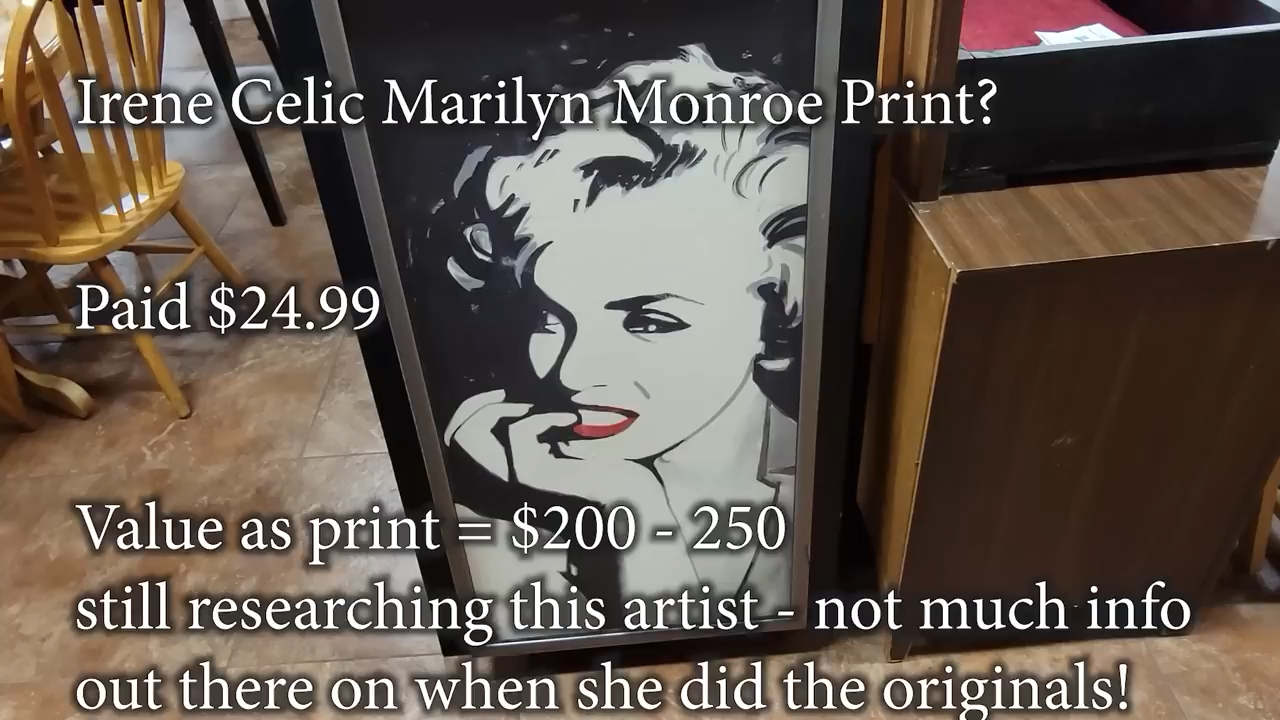 Irene Celic Marilyn Monroe Print?
Paid $24.99
Value as print = $200 - 250
still researching this artist - not much info
out there on when she did the originals!